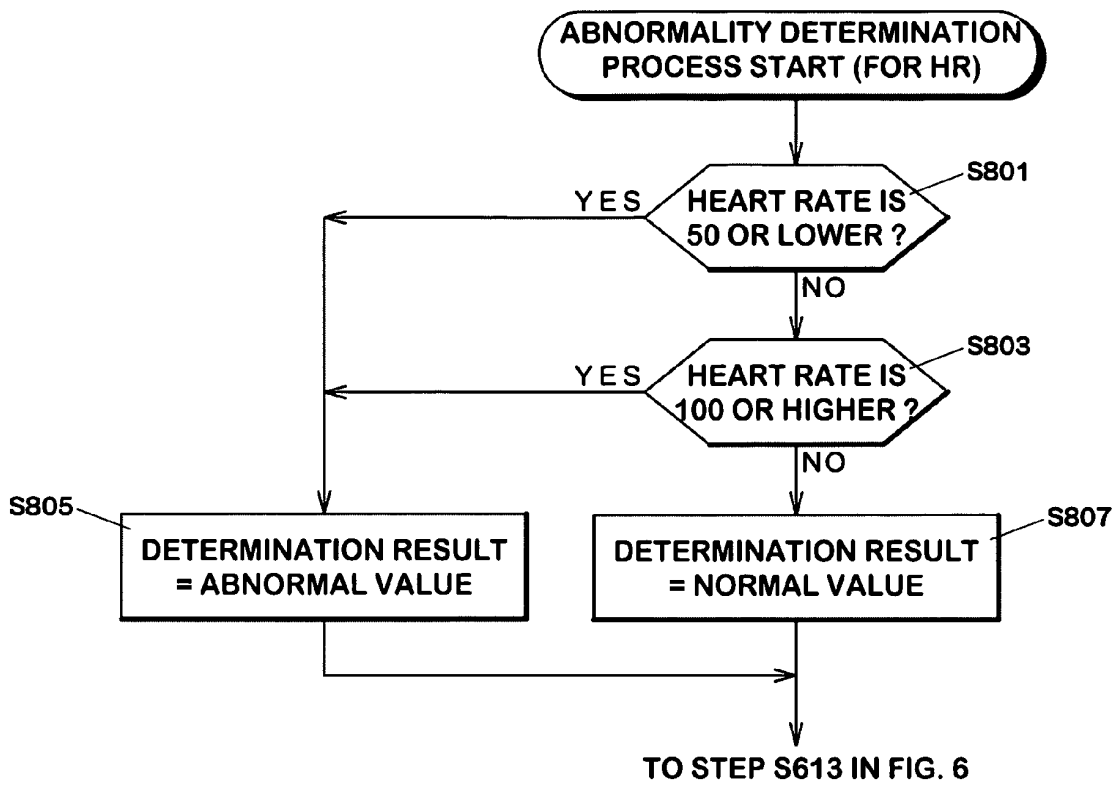 ABNORMALITY DETERMINATION
PROCESS START (FOR HR)
S801
HEART RATE IS
50 OR LOWER ?
YES
NO
S803
HEART RATE IS
100 OR HIGHER ?
YES
NO
S805
DETERMINATION RESULT
= ABNORMAL VALUE
S807
DETERMINATION RESULT
= NORMAL VALUE
TO STEP S613 IN FIG. 6